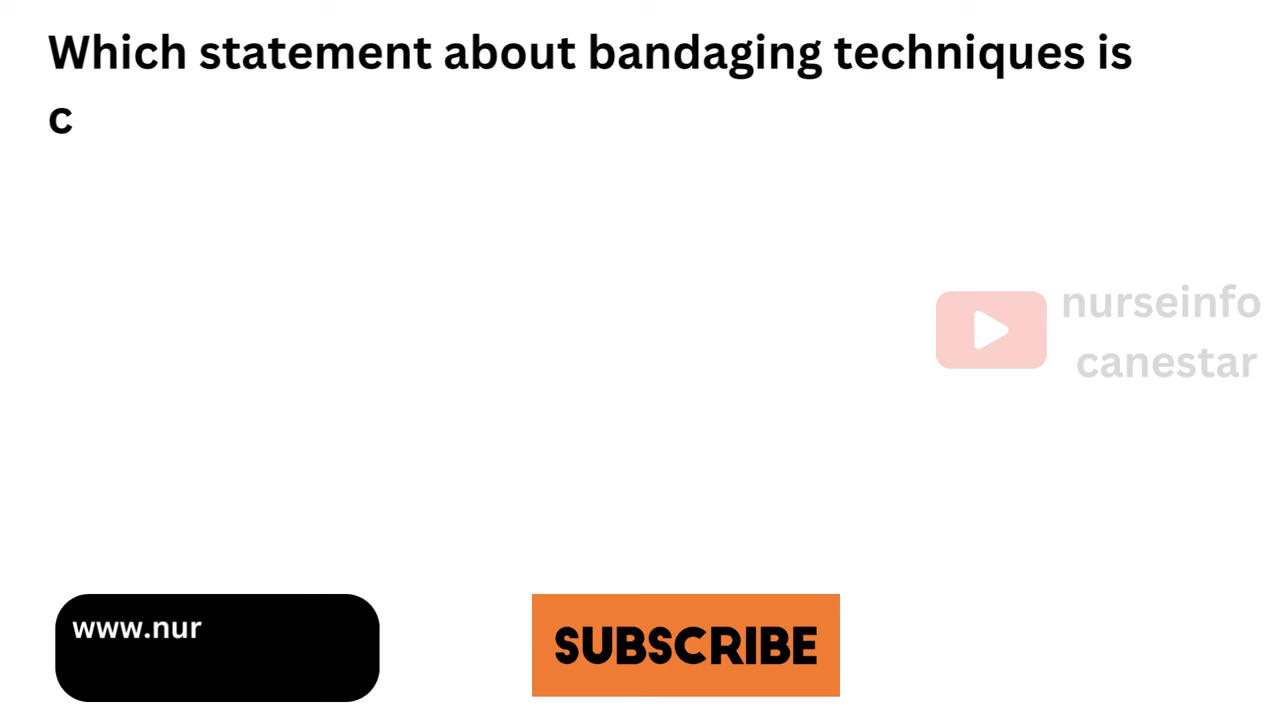 Which statement about bandaging techniques is
c
nurseinfo
canestar
www.nur
SUBSCRIBE